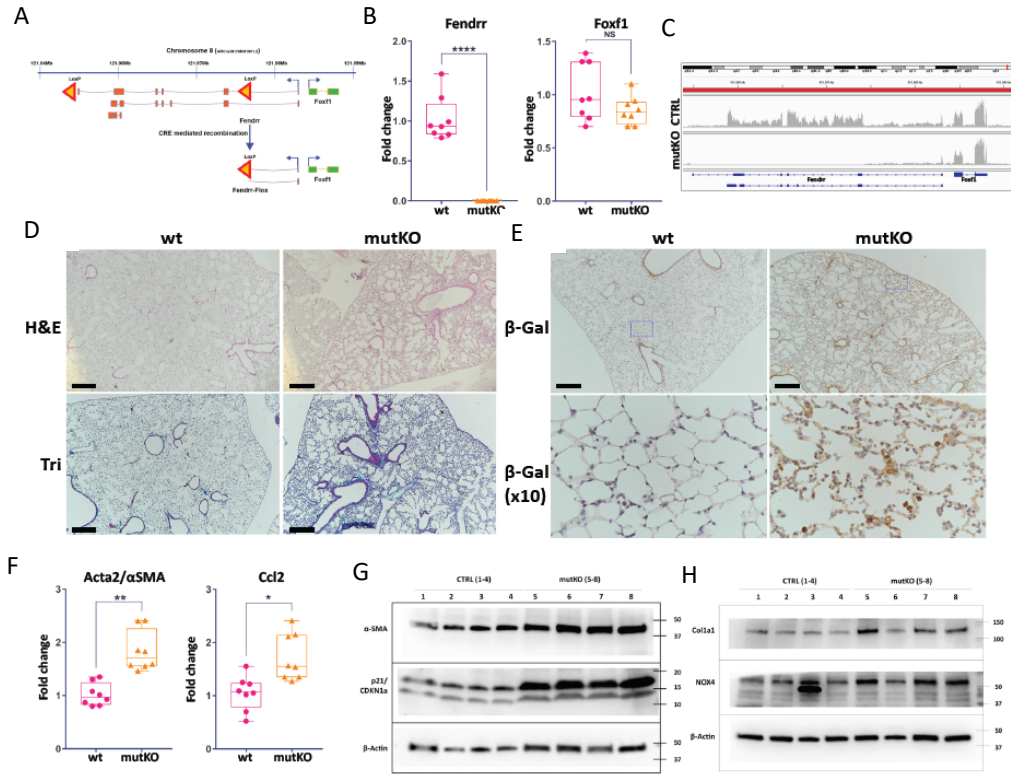 A
Chromosome 8
121.04Mb 121.06Mb 121.07Mb 121.08Mb 121.09Mb
LoxP LoxP
Foxf1
Fendrr
CRE mediated recombination
LoxP
Foxf1
Fendrr-Flox
B
Fendrr
Fold change
2.0
1.5
1.0
0.5
0.0
****
wt mutKO
Foxf1
Fold change
1.5
1.0
0.5
0.0
NS
wt mutKO
C
CTRL
mutKO
Fendrr Foxf1
D
wt mutKO
H&E
Tri
E
wt mutKO
β-Gal
β-Gal
(x10)
F
Acta2/αSMA
Fold change
3
2
1
0
**
wt mutKO
Ccl2
Fold change
3
2
1
0
*
wt mutKO
G
CTRL (1-4) mutKO (5-8)
1 2 3 4 5 6 7 8
α-SMA
50
37
p21/
CDKN1a
20
15
10
β-Actin
50
37
H
CTRL (1-4) mutKO (5-8)
1 2 3 4 5 6 7 8
Col1a1
150
100
NOX4
50
37
β-Actin
50
37